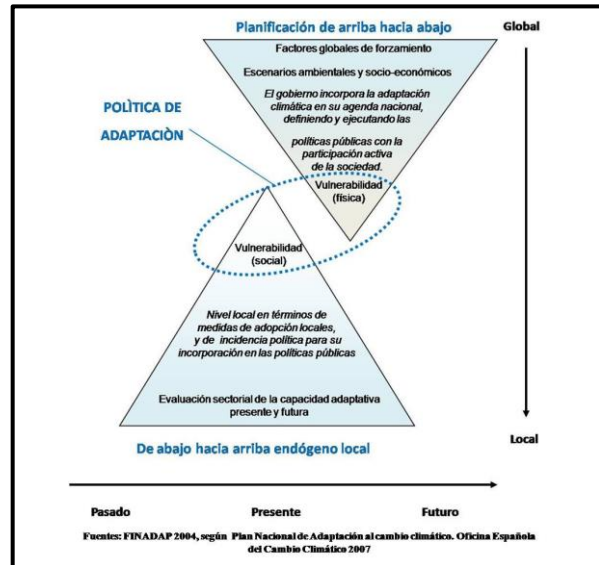 Planificación de arriba hacia abajo
Global
Factores globales de forzamiento
Escenarios ambientales y socio-económicos
El gobierno incorpora la adaptación
climática en su agenda nacional,
definiendo y ejecutando las
políticas públicas con la
participación activa
de la sociedad.
Vulnerabilidad
(física)
POLÌTICA DE
ADAPTACIÒN
Vulnerabilidad
(social)
Nivel local en términos de
medidas de adopción locales,
y de incidencia política para su
incorporación en las políticas públicas
Evaluación sectorial de la capacidad adaptativa
presente y futura
Local
De abajo hacia arriba endógeno local
Pasado
Presente
Futuro
Fuentes: FINADAP 2004, según Plan Nacional de Adaptación al cambio climático. Oficina Española
del Cambio Climático 2007